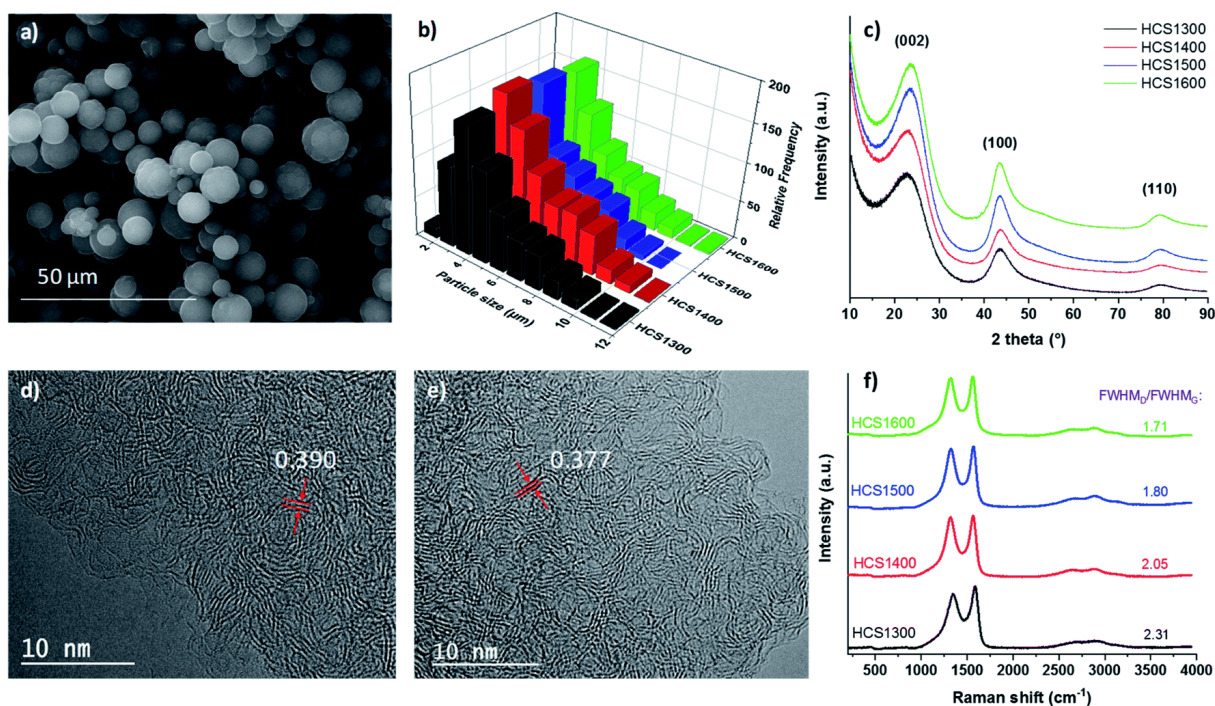 a)
50 µm
b)
200
150
100
50
0
Relative Frequency
HCS1600
HCS1500
HCS1400
HCS1300
2
4
6
8
10
12
Particle size (µm)
c)
HCS1300
HCS1400
HCS1500
HCS1600
(002)
(100)
(110)
Intensity (a.u.)
10 20 30 40 50 60 70 80 90
2 theta (°)
d)
0.390
10 nm
e)
0.377
10 nm
f)
FWHMD/FWHMG:
HCS1600
1.71
HCS1500
1.80
HCS1400
2.05
HCS1300
2.31
Intensity (a.u.)
500 1000 1500 2000 2500 3000 3500 4000
Raman shift (cm-1)